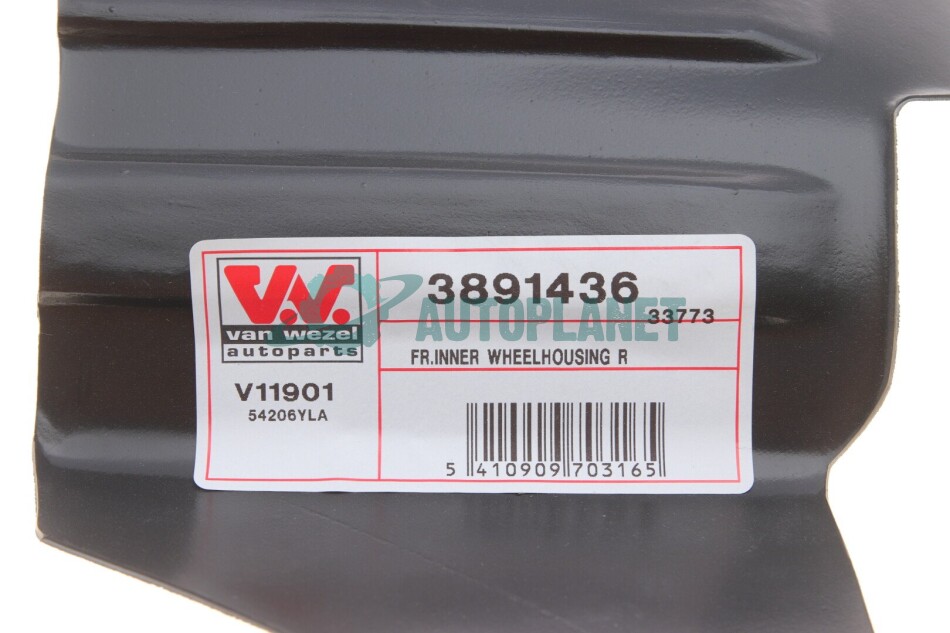 V.V.
van wezel
autoparts
V11901
54206YLA
3891436
33773
AUTOPLANET
FR.INNER WHEELHOUSING R
5 410909 703165